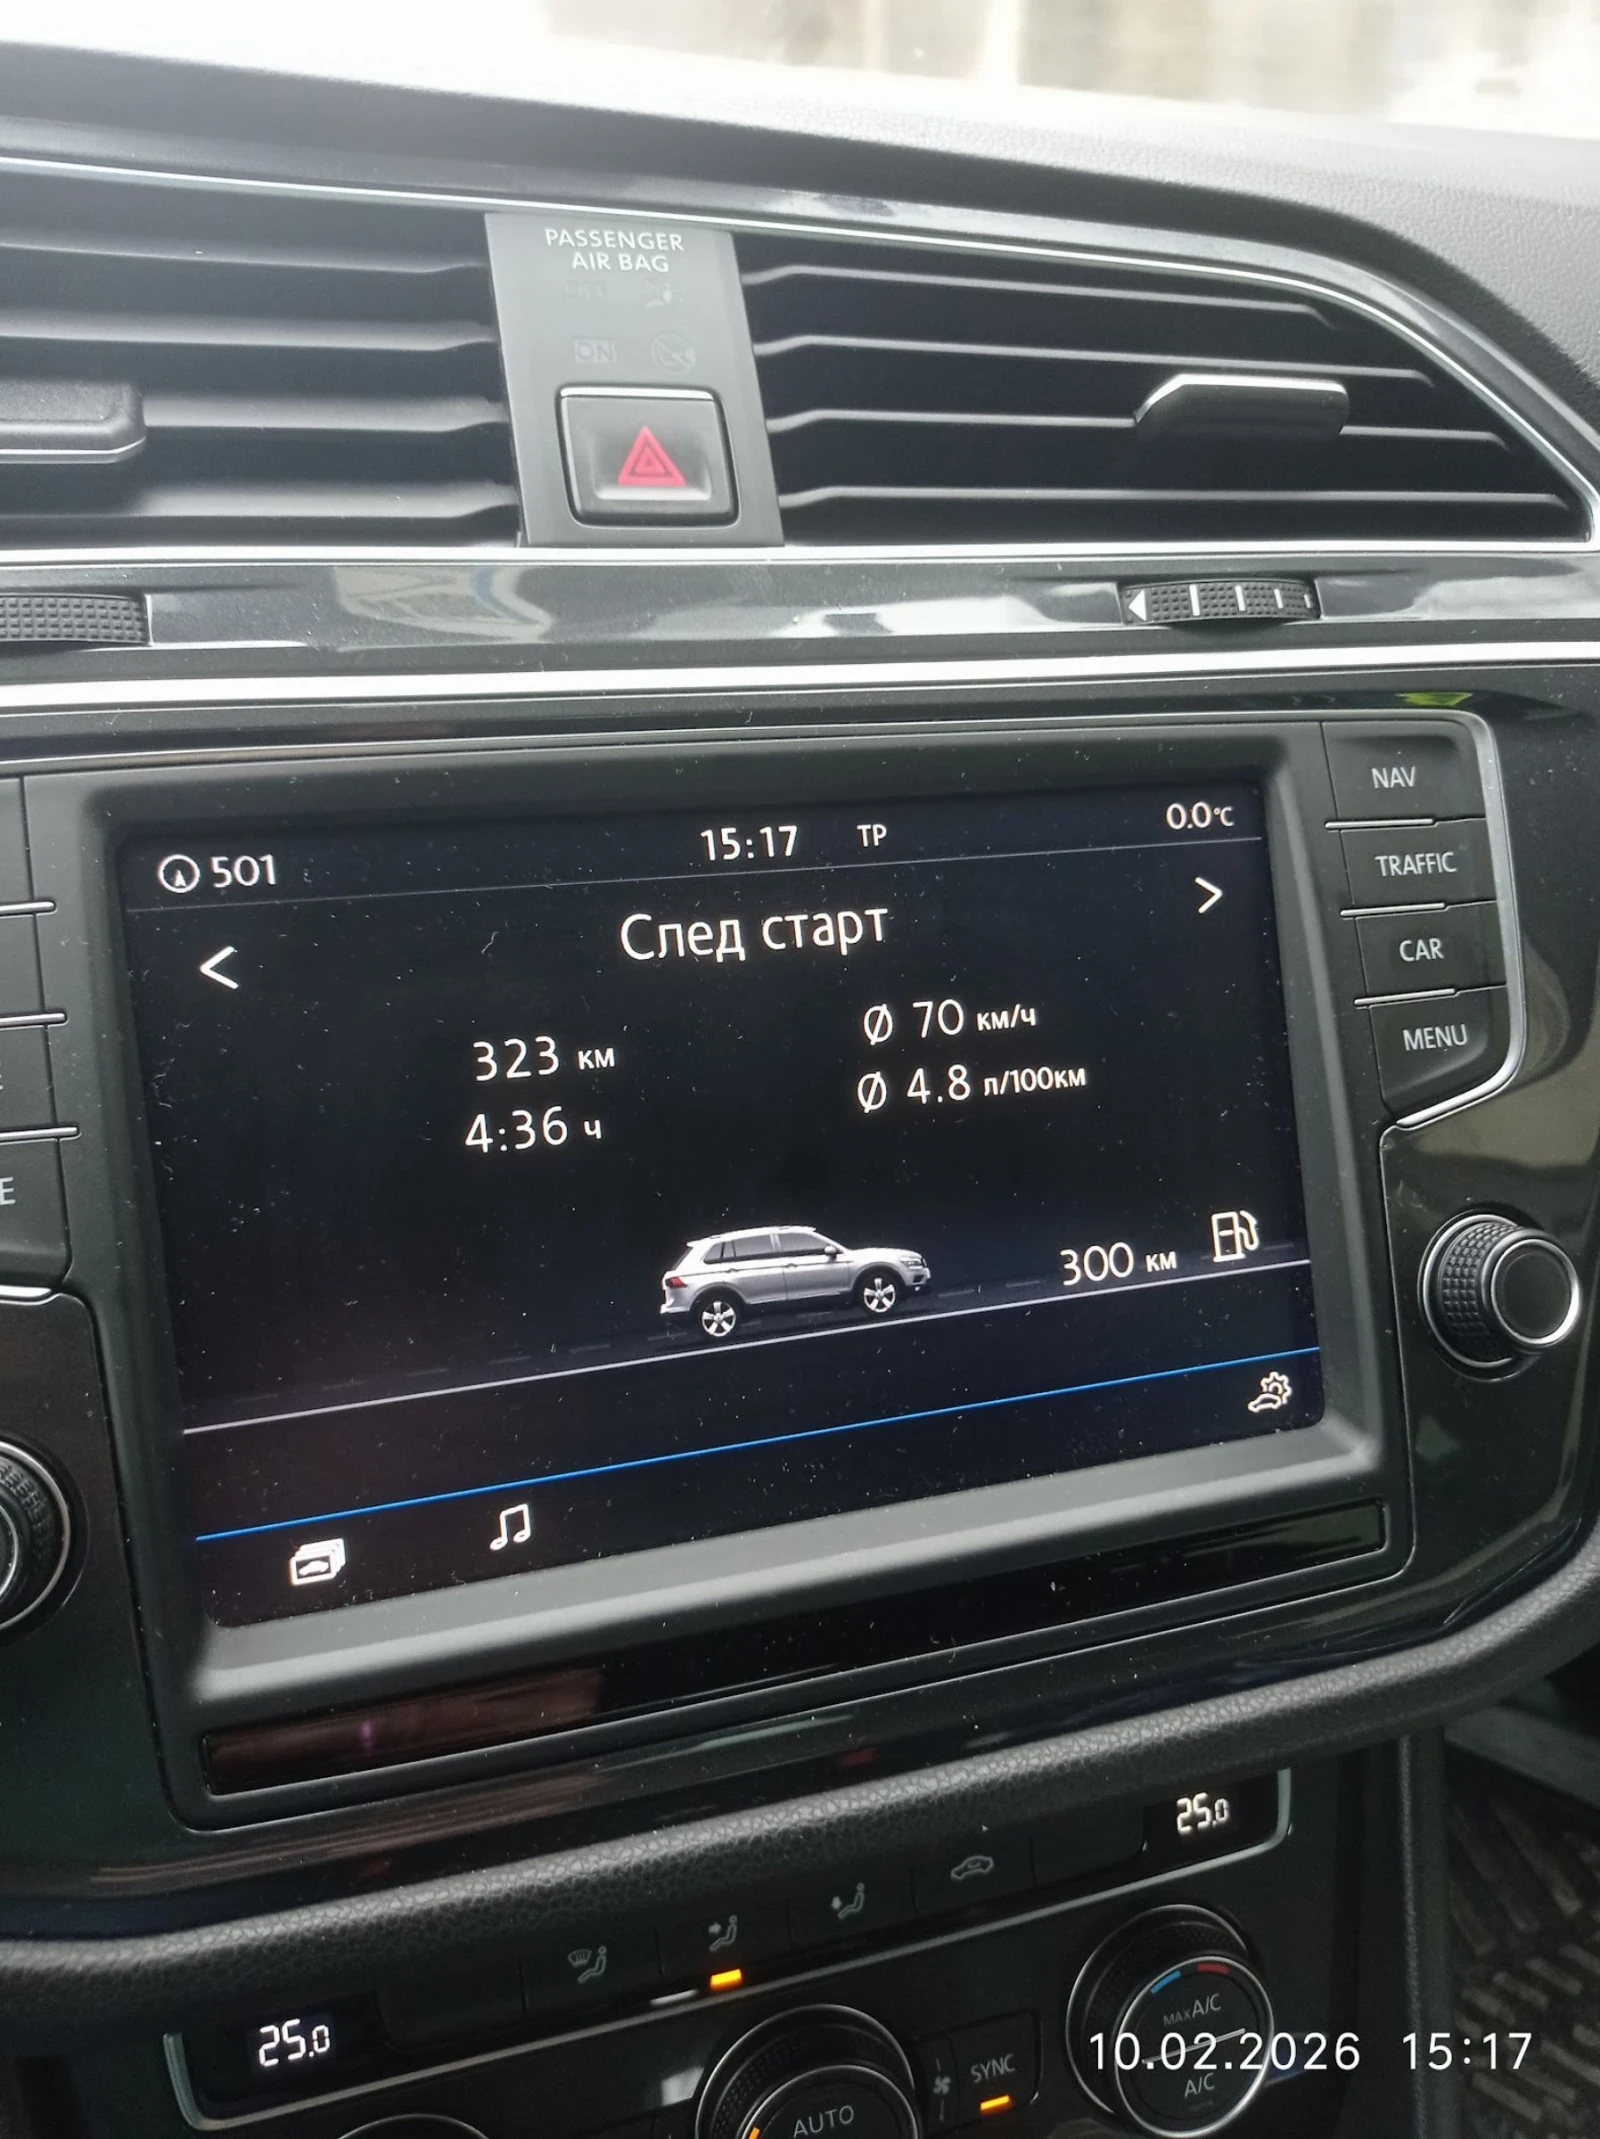 PASSENGER
AIR BAG
ON
NAV
TRAFFIC
CAR
MENU
E
501
15:17 TP
0.0°C
<
След старт
>
323 км
4:36 ч
Ø 70 км/ч
Ø 4.8 л/100км
300 км
25.0
25.0
MAX A/C
A/C
SYNC
AUTO
10.02.2026 15:17